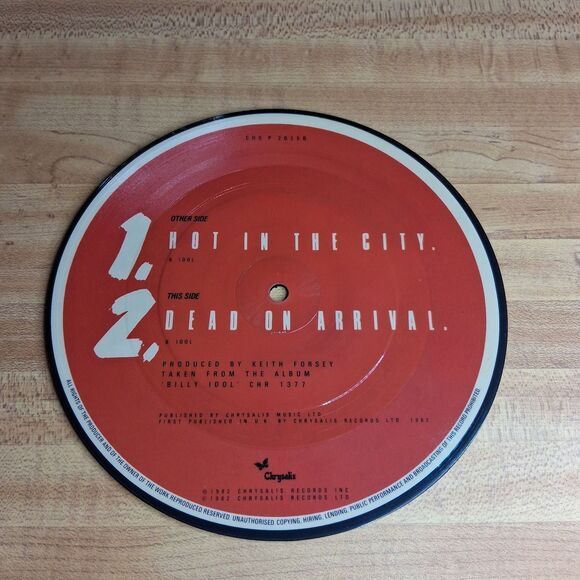 CHS P 2625B
OTHER SIDE
1. HOT IN THE CITY.
B IDOL
THIS SIDE
2. DEAD ON ARRIVAL.
B IDOL
PRODUCED BY KEITH FORSEY
TAKEN FROM THE ALBUM
'BILLY IDOL' CHR 1377
PUBLISHED BY CHRYSALIS MUSIC LTD
FIRST PUBLISHED IN U.K. BY CHRYSALIS RECORDS LTD. 1982
Chrysalis
℗1982 CHRYSALIS RECORDS INC
©1982 CHRYSALIS RECORDS LTD
ALL RIGHTS OF THE PRODUCER AND OF THE OWNER OF THE WORK REPRODUCED RESERVED. UNAUTHORISED COPYING, HIRING, LENDING, PUBLIC PERFORMANCE AND BROADCASTING OF THIS RECORD PROHIBITED.